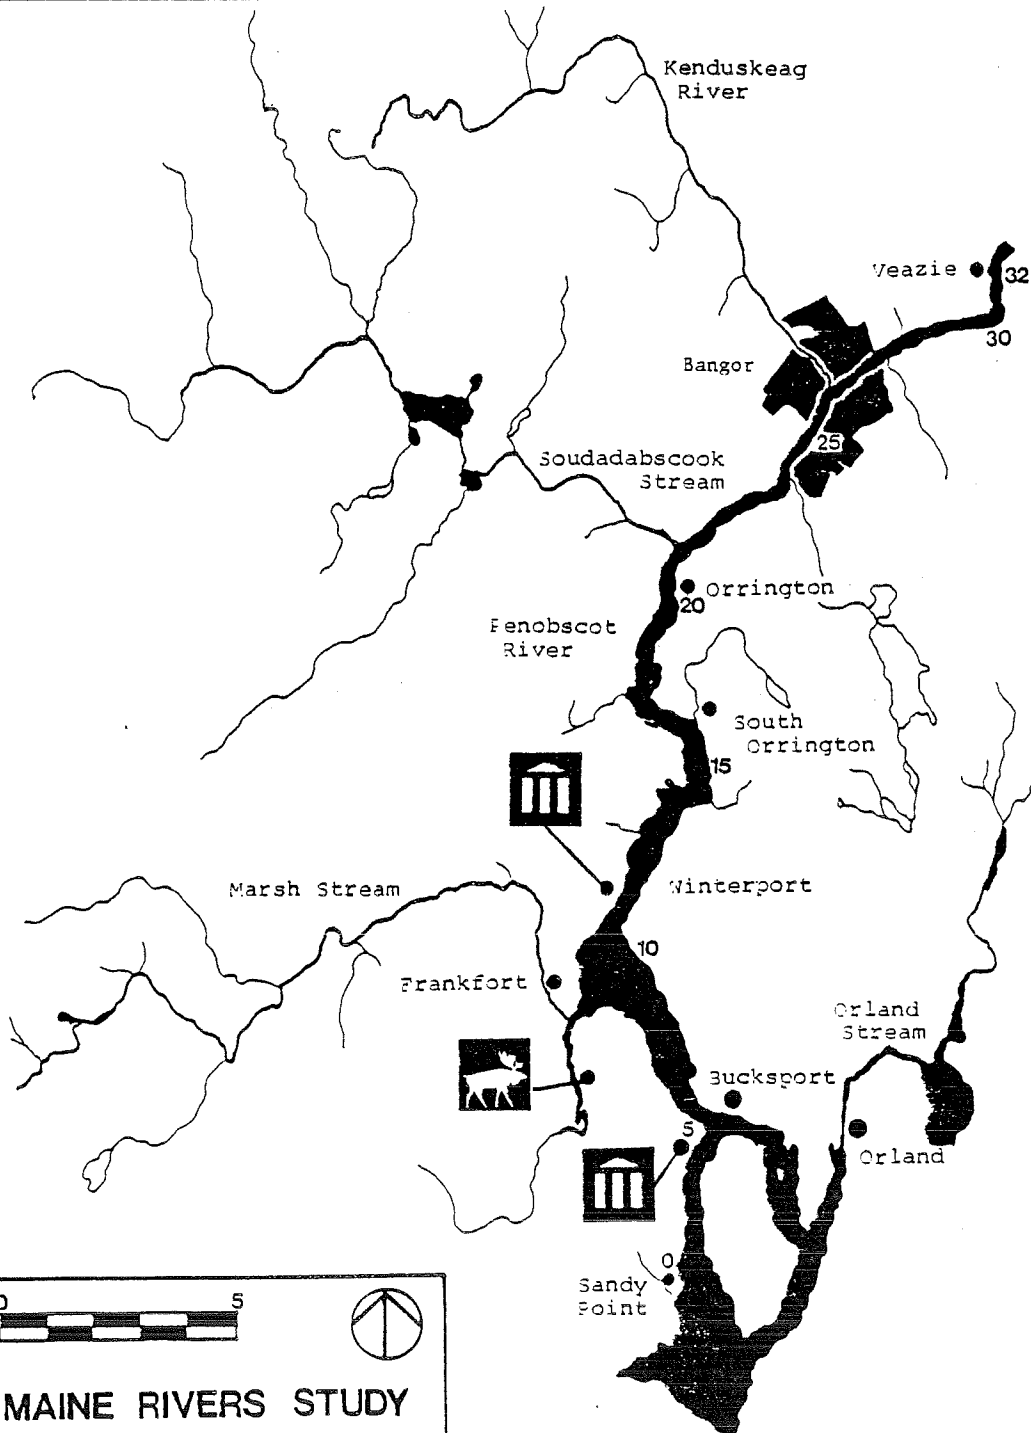 Kenduskeag
River
Veazie
32
30
Bangor
25
Soudadabscook
Stream
Orrington
20
Penobscot
River
South
Orrington
15
Winterport
Marsh Stream
10
Frankfort
Orland
Stream
Bucksport
5
Orland
0
Sandy
Point
0
5
MAINE RIVERS STUDY